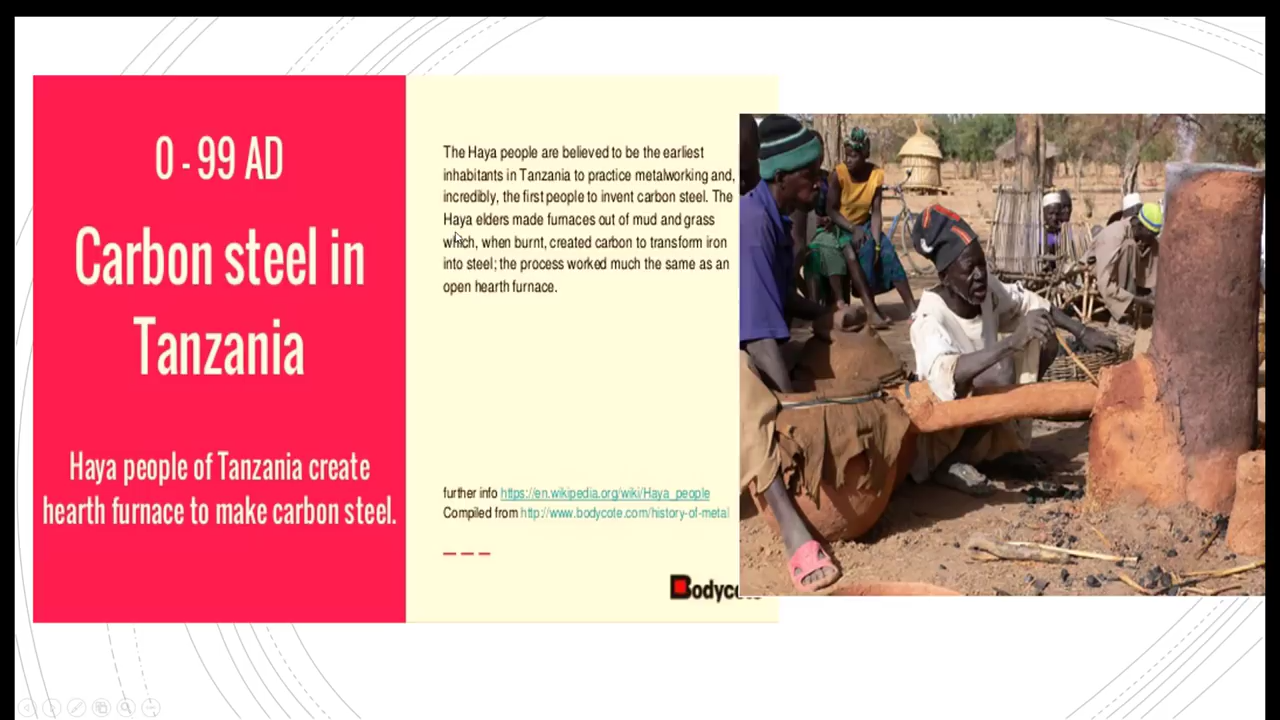 0 - 99 AD
Carbon steel in
Tanzania
Haya people of Tanzania create
hearth furnace to make carbon steel.
The Haya people are believed to be the earliest
inhabitants in Tanzania to practice metalworking and,
incredibly, the first people to invent carbon steel. The
Haya elders made furnaces out of mud and grass
which, when burnt, created carbon to transform iron
into steel; the process worked much the same as an
open hearth furnace.
further info https://en.wikipedia.org/wiki/Haya_people
Compiled from http://www.bodycote.com/history-of-metal